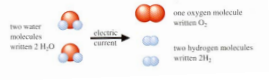 two water
molecules
written 2 H₂O
electric
current
one oxygen molecule
written O₂
two hydrogen molecules
written 2H₂